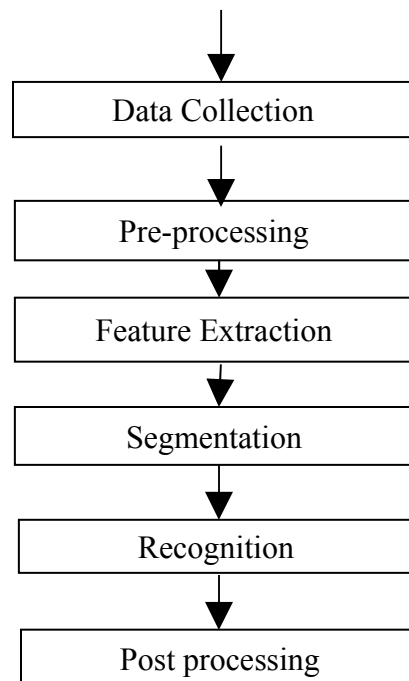 Data Collection
Pre-processing
Feature Extraction
Segmentation
Recognition
Post processing